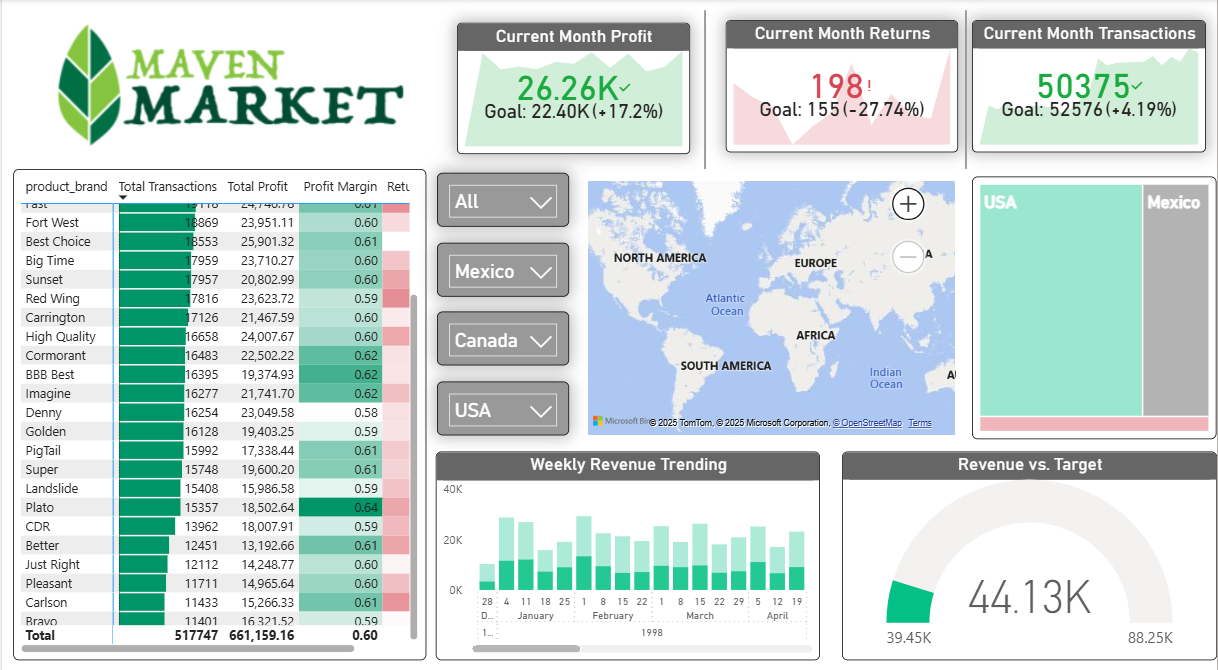 MAVEN
MARKET
Current Month Profit
26.26K
Goal: 22.40K (+17.2%)
Current Month Returns
198!
Goal: 155 (-27.74%)
Current Month Transactions
50375
Goal: 52576 (+4.19%)
product_brand Total Transactions Total Profit Profit Margin Retu
Fort West 18869 23,951.11 0.60
Best Choice 18553 25,901.32 0.61
Big Time 17959 23,710.27 0.60
Sunset 17957 20,802.99 0.60
Red Wing 17816 23,623.72 0.59
Carrington 17126 21,467.59 0.60
High Quality 16658 24,007.67 0.60
Cormorant 16483 22,502.22 0.62
BBB Best 16395 19,374.93 0.62
Imagine 16277 21,741.70 0.62
Denny 16254 23,049.58 0.58
Golden 16128 19,403.25 0.59
PigTail 15992 17,338.44 0.61
Super 15748 19,600.20 0.61
Landslide 15408 15,986.58 0.59
Plato 15357 18,502.64 0.64
CDR 13962 18,007.91 0.59
Better 12451 13,192.66 0.61
Just Right 12112 14,248.77 0.60
Pleasant 11711 14,965.64 0.60
Carlson 11433 15,266.33 0.61
Bravo 11401 16,321.52 0.59
Total 517747 661,159.16 0.60
All
Mexico
Canada
USA
NORTH AMERICA
EUROPE
A
Atlantic
Ocean
AFRICA
SOUTH AMERICA
Indian
Ocean
AU
Microsoft Bin
© 2025 TomTom, © 2025 Microsoft Corporation, © OpenStreetMap Terms
USA
Mexico
Weekly Revenue Trending
40K
20K
0K
28 4 11 18 25 1 8 15 22 1 8 15 22 29 5 12 19
D... January February March April
1... 1998
Revenue vs. Target
44.13K
39.45K
88.25K